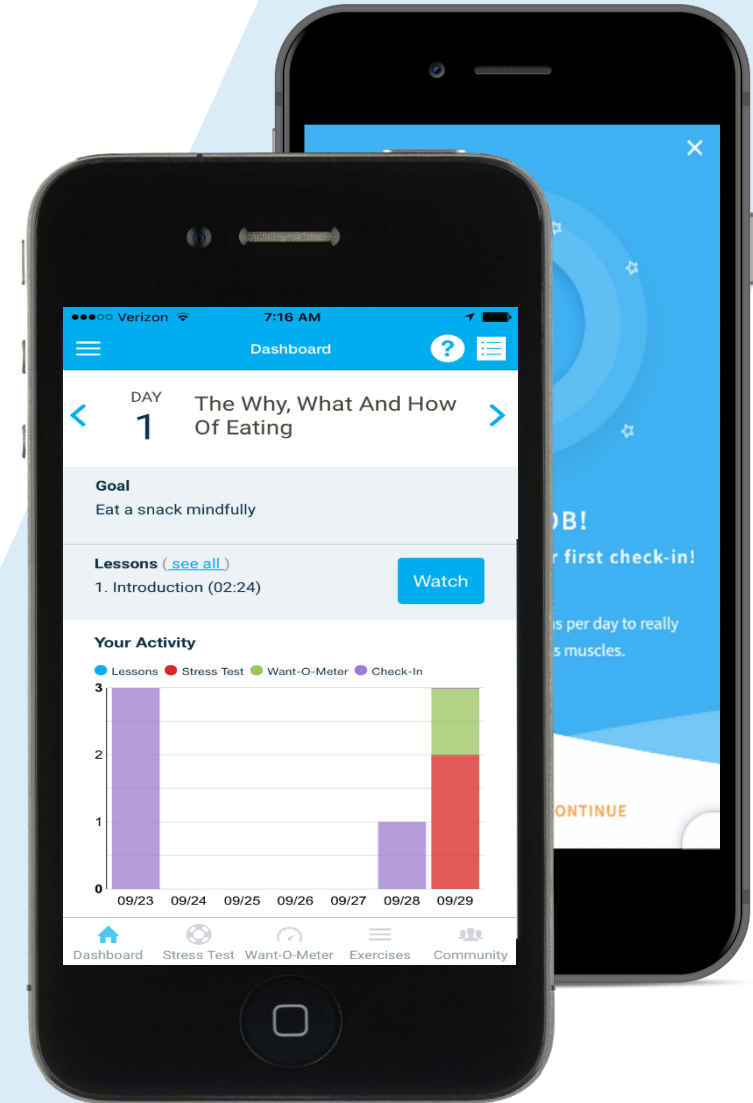 Verizon 7:16 AM
Dashboard ?
DAY
1
The Why, What And How
Of Eating
Goal
Eat a snack mindfully
Lessons ( see all )
1. Introduction (02:24)
Watch
Your Activity
Lessons Stress Test Want-O-Meter Check-In
3
2
1
0
09/23 09/24 09/25 09/26 09/27 09/28 09/29
Dashboard Stress Test Want-O-Meter Exercises Community
first check-in!
per day to really
muscles.